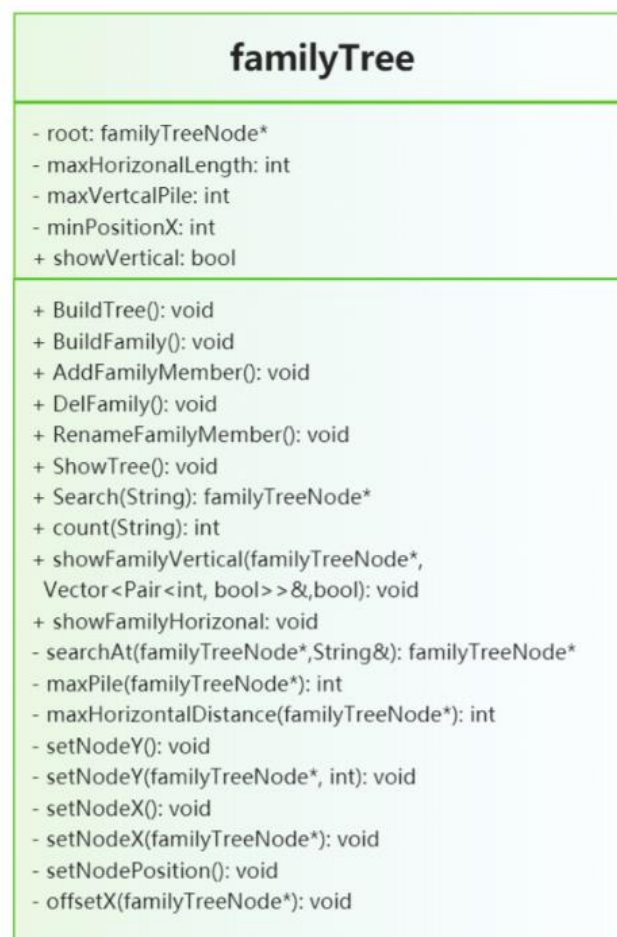 familyTree
- root: familyTreeNode*
- maxHorizonalLength: int
- maxVertcalPile: int
- minPositionX: int
+ showVertical: bool
+ BuildTree(): void
+ BuildFamily(): void
+ AddFamilyMember(): void
+ DelFamily(): void
+ RenameFamilyMember(): void
+ ShowTree(): void
+ Search(String): familyTreeNode*
+ count(String): int
+ showFamilyVertical(familyTreeNode*,
Vector<Pair<int, bool>>&,bool): void
+ showFamilyHorizonal: void
- searchAt(familyTreeNode*,String&): familyTreeNode*
- maxPile(familyTreeNode*): int
- maxHorizontalDistance(familyTreeNode*): int
- setNodeY(): void
- setNodeY(familyTreeNode*, int): void
- setNodeX(): void
- setNodeX(familyTreeNode*): void
- setNodePosition(): void
- offsetX(familyTreeNode*): void